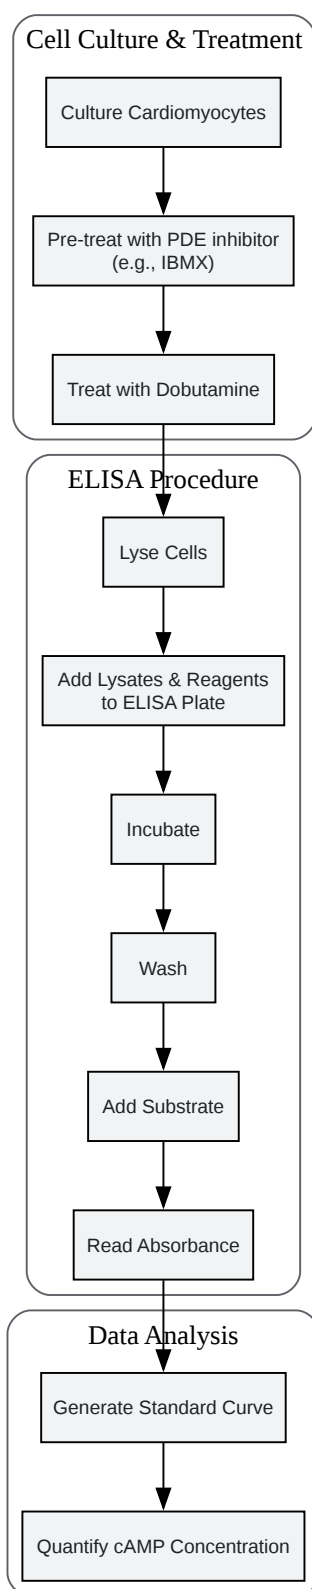 Cell Culture & Treatment
Culture Cardiomyocytes
Pre-treat with PDE inhibitor
(e.g., IBMX)
Treat with Dobutamine
ELISA Procedure
Lyse Cells
Add Lysates & Reagents
to ELISA Plate
Incubate
Wash
Add Substrate
Read Absorbance
Data Analysis
Generate Standard Curve
Quantify cAMP Concentration